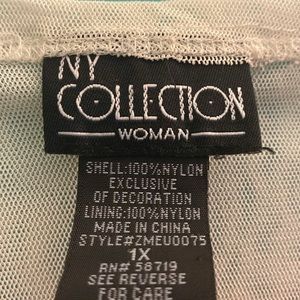 NY
COLLECTION
WOMAN
SHELL:100%NYLON
EXCLUSIVE
OF DECORATION
LINING:100%NYLON
MADE IN CHINA
STYLE#ZMEU0075
1X
RN# 58719
SEE REVERSE
FOR CARE